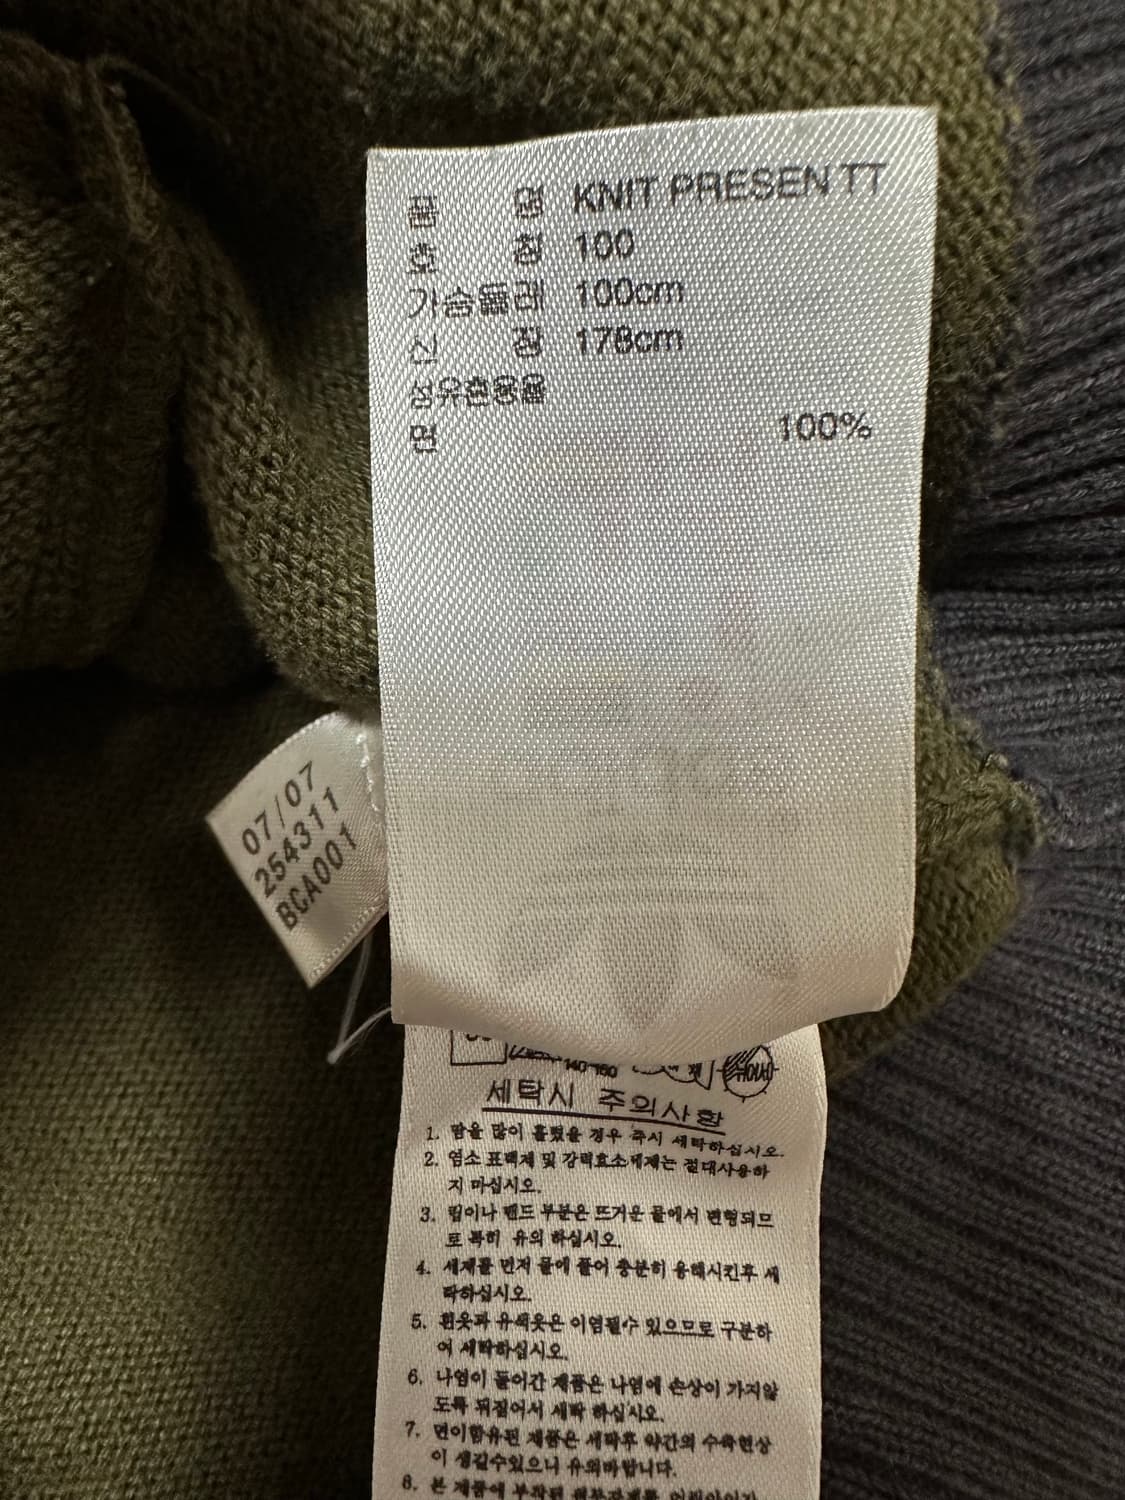 품 명 KNIT PRESEN TT
호 칭 100
가슴둘레 100cm
신 장 178cm
섬유혼용율
면 100%
07/07
254311
BCA001
140~160
세탁시 주의사항
1. 땀을 많이 흘렸을 경우 즉시 세탁하십시오.
2. 염소 표백제 및 강력효소세제는 절대사용하
지 마십시오.
3. 립이나 밴드 부분은 뜨거운 물에서 변형되므
로 특히 유의 하십시오.
4. 세제를 먼저 물에 풀어 충분히 용해시킨후 세
탁하십시오.
5. 흰옷과 유색옷은 이염될수 있으므로 구분하
여 세탁하십시오.
6. 나염이 들어간 제품은 나염에 손상이 가지않
도록 뒤집어서 세탁 하십시오.
7. 면이함유된 제품은 세탁후 약간의 수축현상
이 생길수있으니 유의바랍니다.
8. 본 제품에 부착된